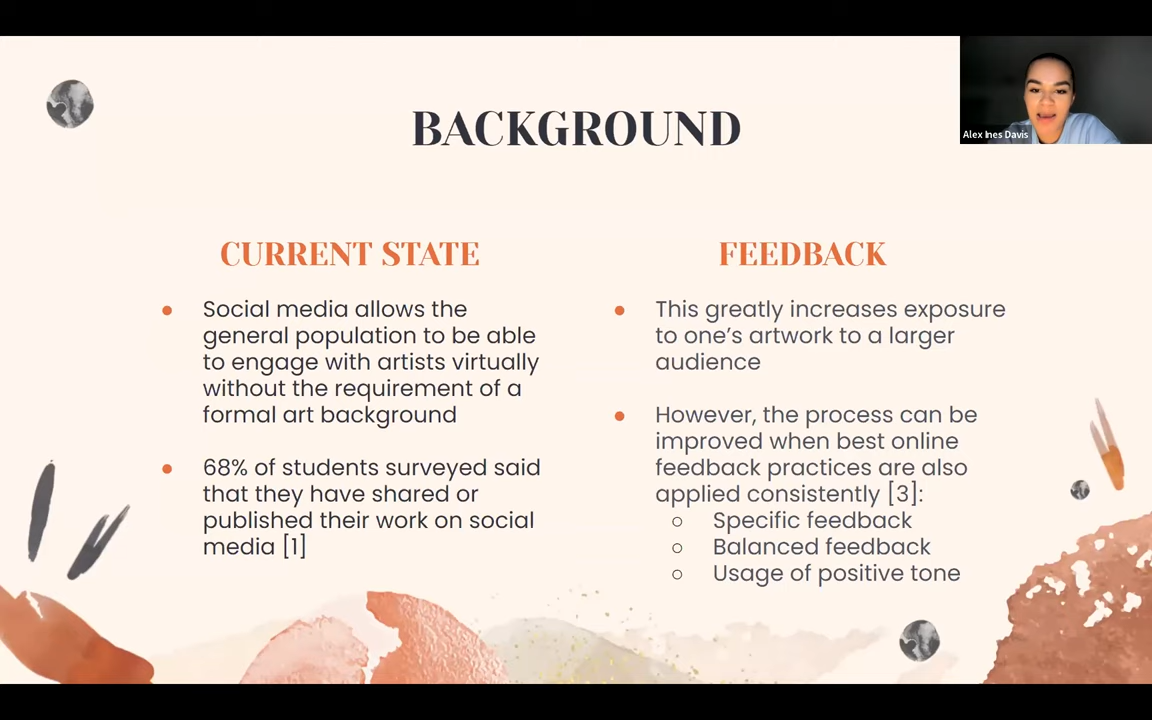 BACKGROUND
Alex Ines Davis
CURRENT STATE
• Social media allows the
general population to be able
to engage with artists virtually
without the requirement of a
formal art background
• 68% of students surveyed said
that they have shared or
published their work on social
media [1]
FEEDBACK
• This greatly increases exposure
to one’s artwork to a larger
audience
• However, the process can be
improved when best online
feedback practices are also
applied consistently [3]:
○ Specific feedback
○ Balanced feedback
○ Usage of positive tone